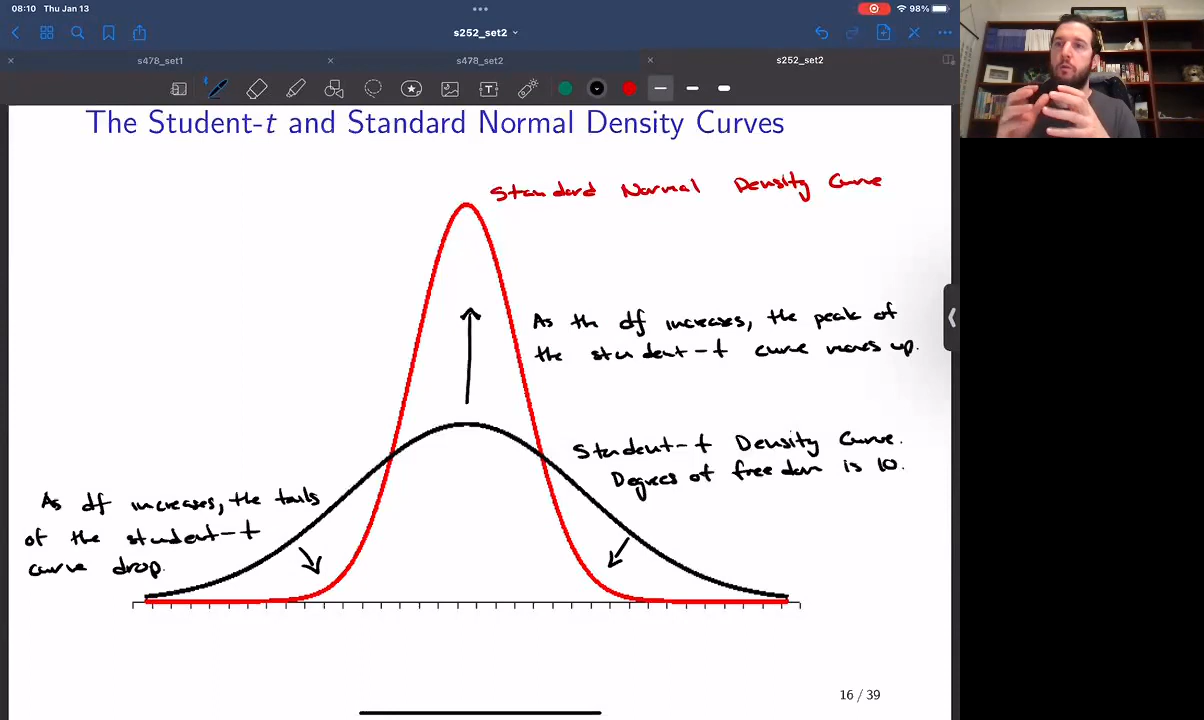 08:10 Thu Jan 13
98%
s252_set2
s478_set1
s478_set2
s252_set2
The Student-t and Standard Normal Density Curves
Standard Normal Density Curve
As the df increases, the peak of
the student-t curve moves up.
Student-t Density Curve.
Degrees of freedom is 10.
As df increases, the tails
of the student-t
curve drop.
16 / 39